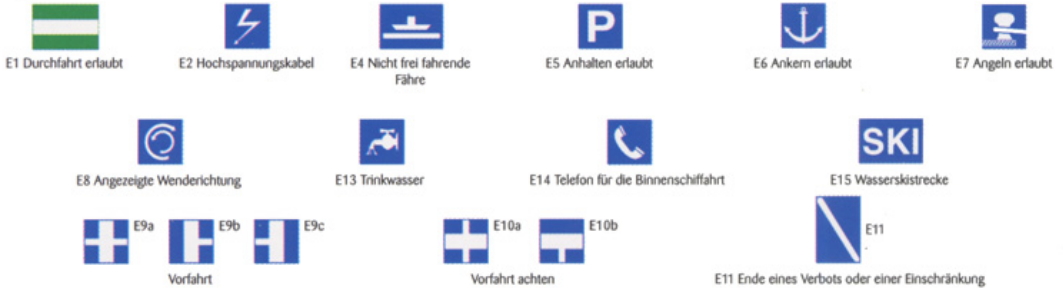 P
E1 Durchfahrt erlaubt
E2 Hochspannungskabel
E4 Nicht frei fahrende
Fähre
E5 Anhalten erlaubt
E6 Ankern erlaubt
E7 Angeln erlaubt
SKI
E8 Angezeigte Wenderichtung
E13 Trinkwasser
E14 Telefon für die Binnenschiffahrt
E15 Wasserskistrecke
E9a
E9b
E9c
E10a
E10b
E11
Vorfahrt
Vorfahrt achten
E11 Ende eines Verbots oder einer Einschränkung